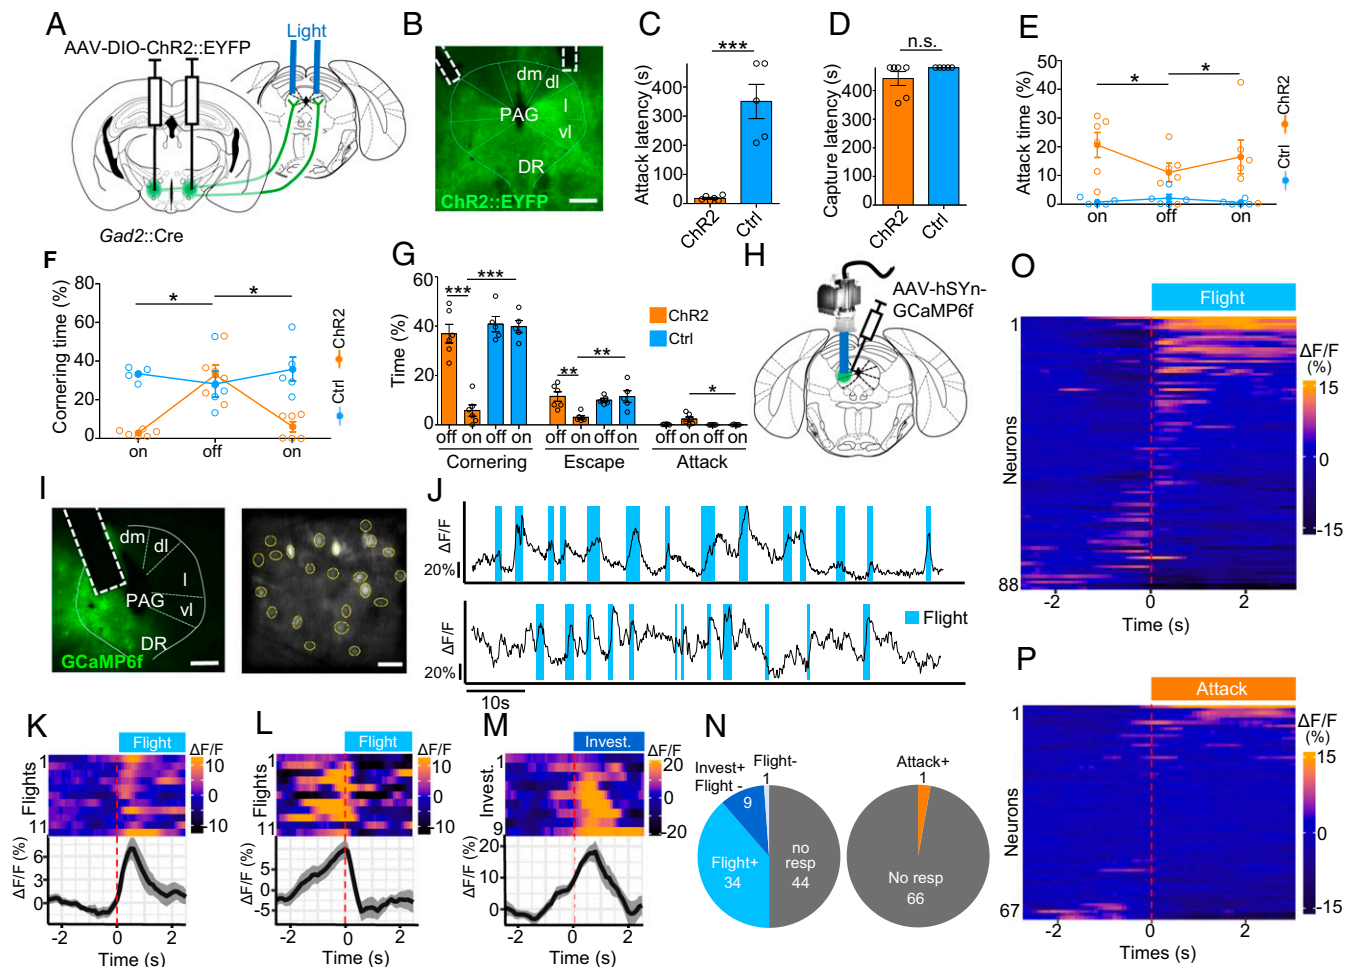 A
AAV-DIO-ChR2::EYFP
Light
Gad2::Cre
B
dm
dl
l
PAG
vl
DR
ChR2::EYFP
C
***
Attack latency (s)
400
300
200
100
0
ChR2
Ctrl
D
n.s.
Capture latency (s)
400
300
200
100
0
ChR2
Ctrl
E
Attack time (%)
50
40
30
20
10
0
* *
on off on
ChR2
Ctrl
F
Cornering time (%)
80
60
40
20
0
* *
on off on
ChR2
Ctrl
G
Time (%)
60
40
20
0
***
***
**
**
*
ChR2
Ctrl
off on off on off on off on off on off on
Cornering Escape Attack
H
AAV-hSYn-
GCaMP6f
I
dm
dl
l
PAG
vl
DR
GCaMP6f
J
ΔF/F
20%
ΔF/F
20%
Flight
10s
K
Flight
ΔF/F
Flights
1
11
10
0
-10
ΔF/F (%)
6
3
0
-2 0 2
Time (s)
L
Flight
ΔF/F
Flights
1
11
10
0
-10
ΔF/F (%)
5
0
-5
-2 0 2
Time (s)
M
Invest.
ΔF/F
Invest.
1
9
20
10
0
-20
ΔF/F (%)
20
10
0
-2 0 2
Time (s)
N
Flight-
1
Invest+
Flight -
9
Flight+
34
no
resp
44
Attack+
1
No resp
66
O
Flight
Neurons
1
88
ΔF/F
(%)
15
0
-15
-2 0 2
Time (s)
P
Attack
Neurons
1
67
ΔF/F
(%)
15
0
-15
-2 0 2
Times (s)